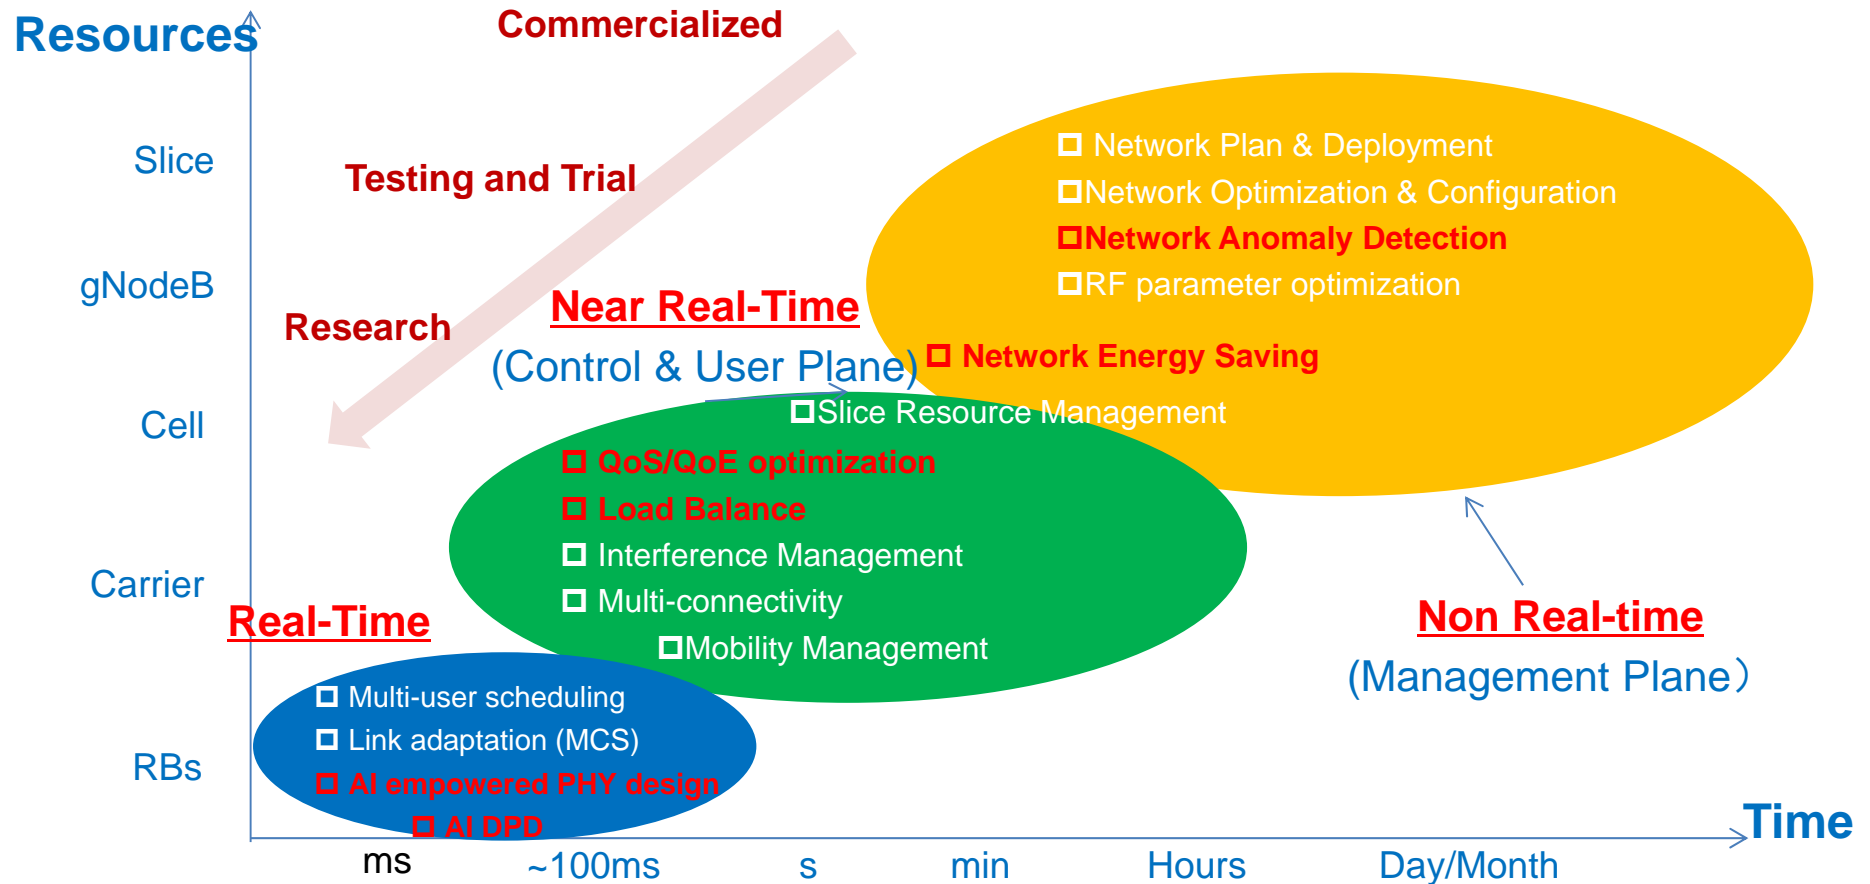 Resources
Commercialized
Testing and Trial
Research
Slice
gNodeB
Cell
Carrier
RBs
Network Plan & Deployment
Network Optimization & Configuration
Network Anomaly Detection
RF parameter optimization
Network Energy Saving
Near Real-Time
(Control & User Plane)
Slice Resource Management
QoS/QoE optimization
Load Balance
Interference Management
Multi-connectivity
Mobility Management
Real-Time
Multi-user scheduling
Link adaptation (MCS)
AI empowered PHY design
AI DPD
Non Real-time
(Management Plane）
Time
ms
~100ms
s
min
Hours
Day/Month